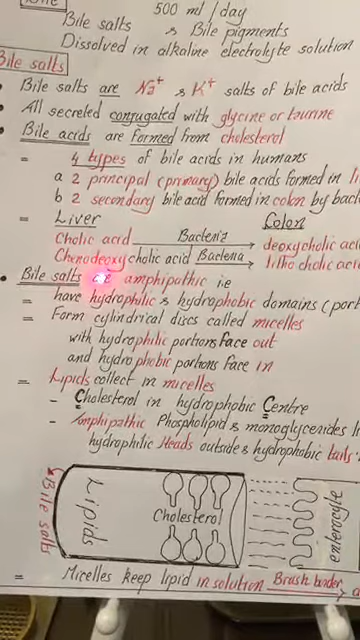 Bile
500 ml / day
Bile salts & Bile pigments
Dissolved in alkaline electrolyte solution
Bile salts
• Bile salts are Na+ & K+ salts of bile acids
• All secreted conjugated with glycine or taurine
• Bile acids are formed from cholesterol
= 4 types of bile acids in humans
a 2 principal (primary) bile acids formed in
b 2 secondary bile acid formed in colon by
= Liver Colon
Cholic acid Bacteria → deoxycholic
Chenodeoxycholic acid Bacteria → litho cholic
• Bile salts are amphipathic ie
= have hydrophilic & hydrophobic domains
= Form cylindrical discs called micelles
with hydrophilic portions Face out
and hydrophobic portions Face in
= Lipids collect in micelles
- Cholesterol in hydrophobic Centre
- Amphipathic Phospholipid & monoglycerides
hydrophilic Heads outside & hydrophobic tails
Bile salts
Lipids
Cholesterol
enterocyte
= Micelles keep lipid in solution Brush border →